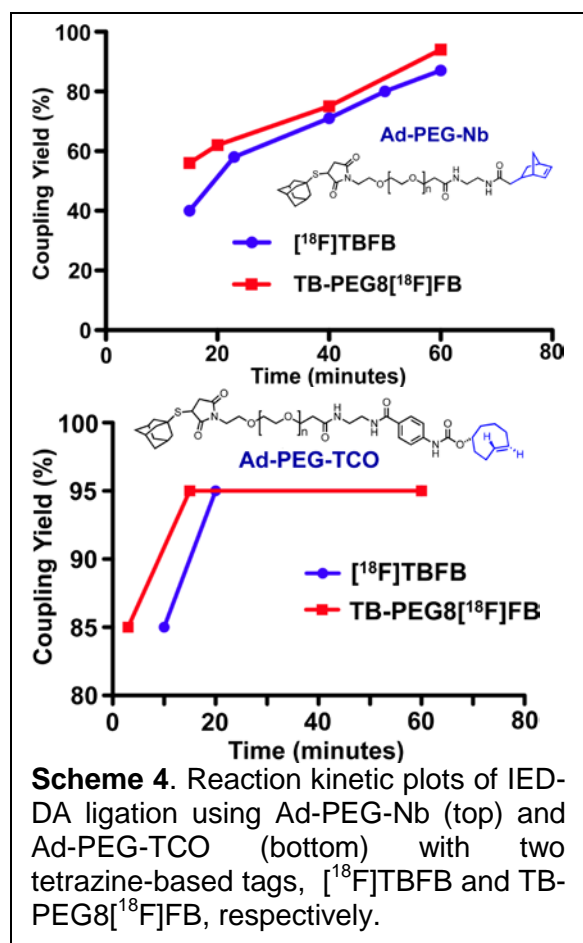 100
80
60
40
20
0
Coupling Yield (%)
Ad-PEG-Nb
S
O
N
O
O
O
n
O
N
H
H
N
O
[¹⁸F]TBFB
TB-PEG8[¹⁸F]FB
0 20 40 60 80
Time (minutes)
100
95
90
85
80
Coupling Yield (%)
S
O
N
O
O
O
n
O
H
N
N
H
O
N
H
O
O
H
H
Ad-PEG-TCO
[¹⁸F]TBFB
TB-PEG8[¹⁸F]FB
0 20 40 60 80
Time (minutes)
Scheme 4. Reaction kinetic plots of IED-
DA ligation using Ad-PEG-Nb (top) and
Ad-PEG-TCO (bottom) with two
tetrazine-based tags, [¹⁸F]TBFB and TB-
PEG8[¹⁸F]FB, respectively.